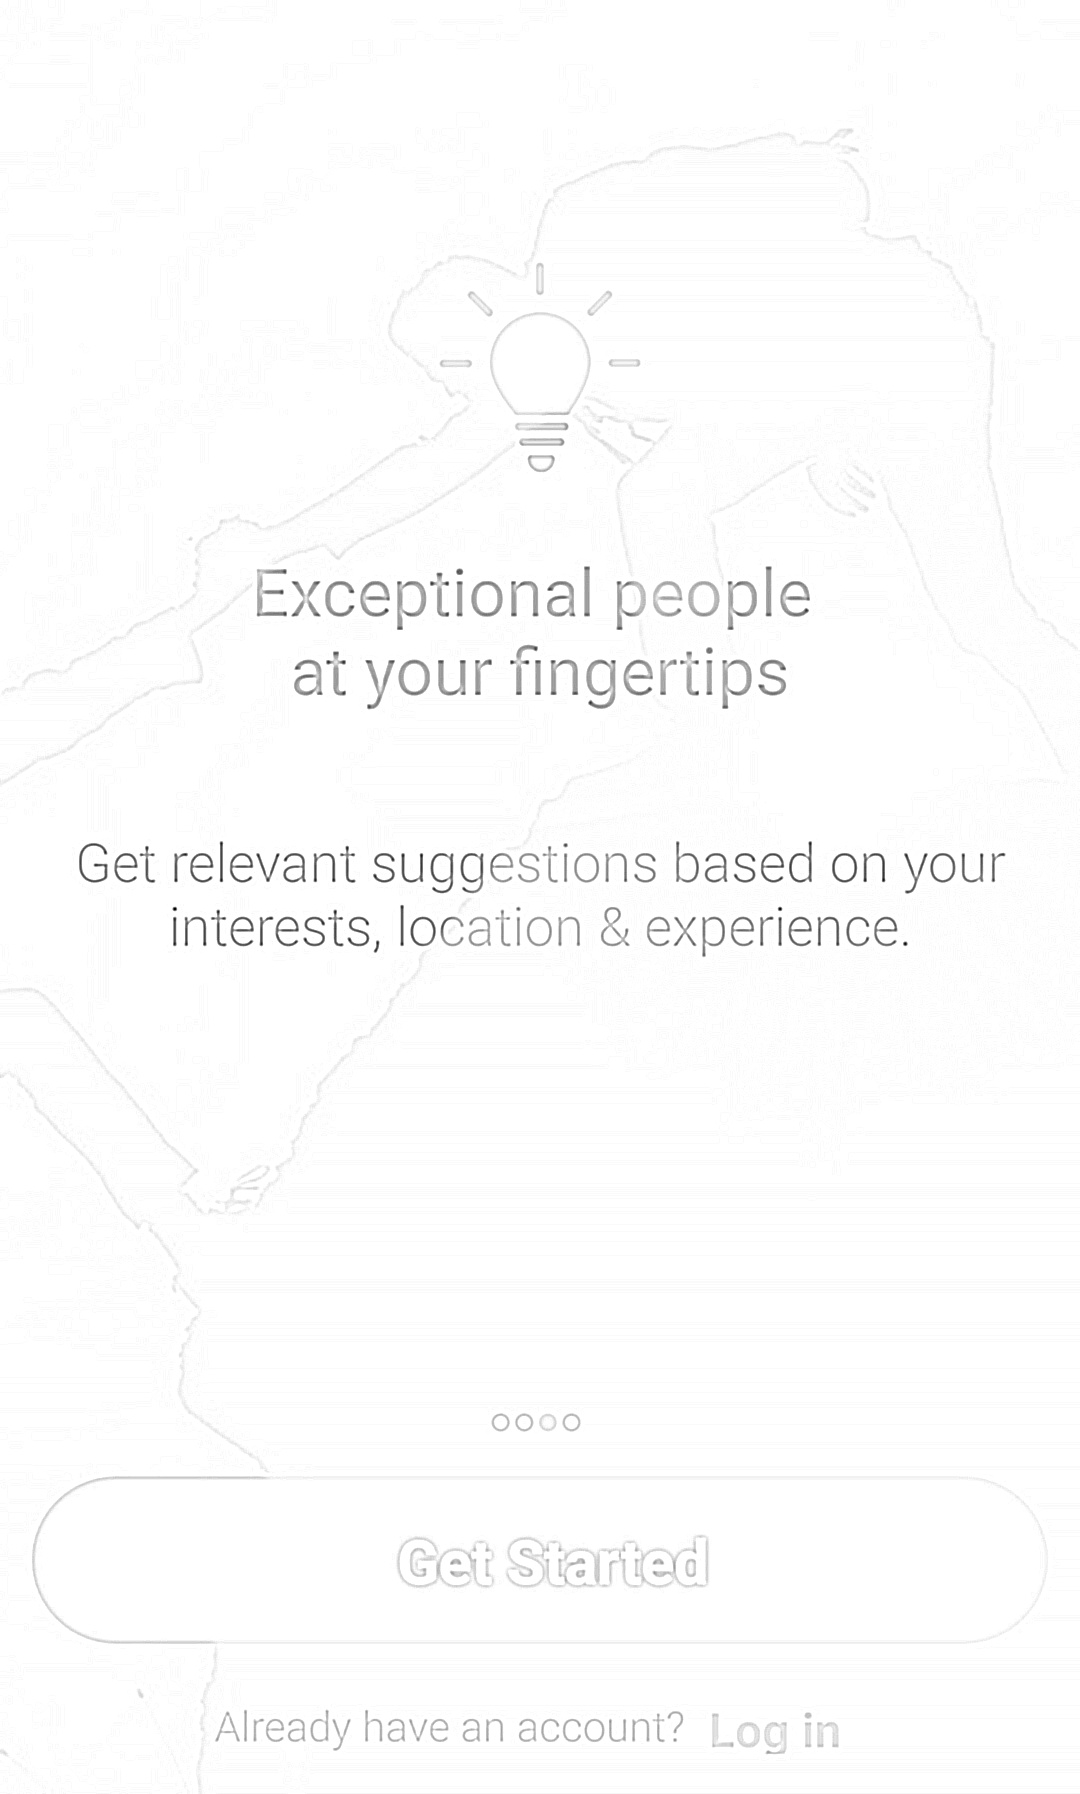 Exceptional people
at your fingertips
Get relevant suggestions based on your
interests, location & experience.
Get Started
Already have an account? Log in